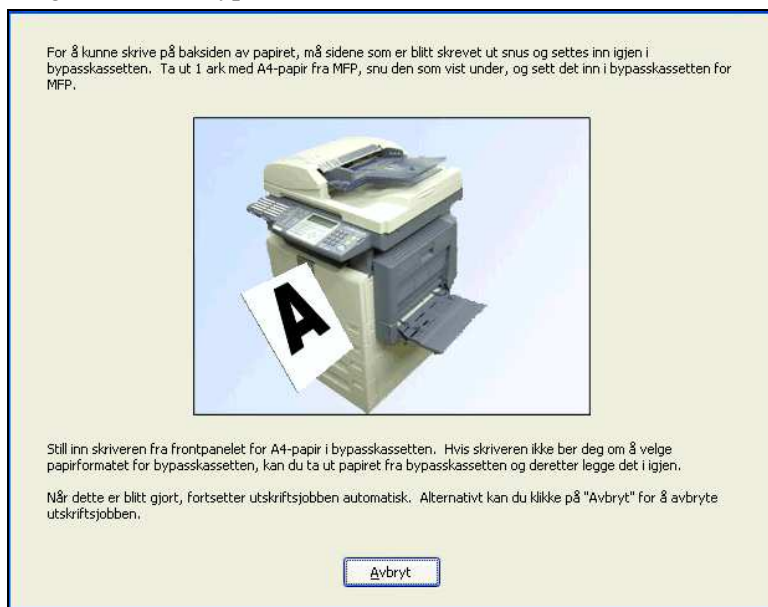 For å kunne skrive på baksiden av papiret, må sidene som er blitt skrevet ut snus og settes inn igjen i
bypasskassetten.  Ta ut 1 ark med A4-papir fra MFP, snu den som vist under, og sett det inn i bypasskassetten for
MFP.
A
Still inn skriveren fra frontpanelet for A4-papir i bypasskassetten.  Hvis skriveren ikke ber deg om å velge
papirformatet for bypasskassetten, kan du ta ut papiret fra bypasskassetten og deretter legge det i igjen.
Når dette er blitt gjort, fortsetter utskriftsjobben automatisk.  Alternativt kan du klikke på "Avbryt" for å avbryte
utskriftsjobben.
Avbryt